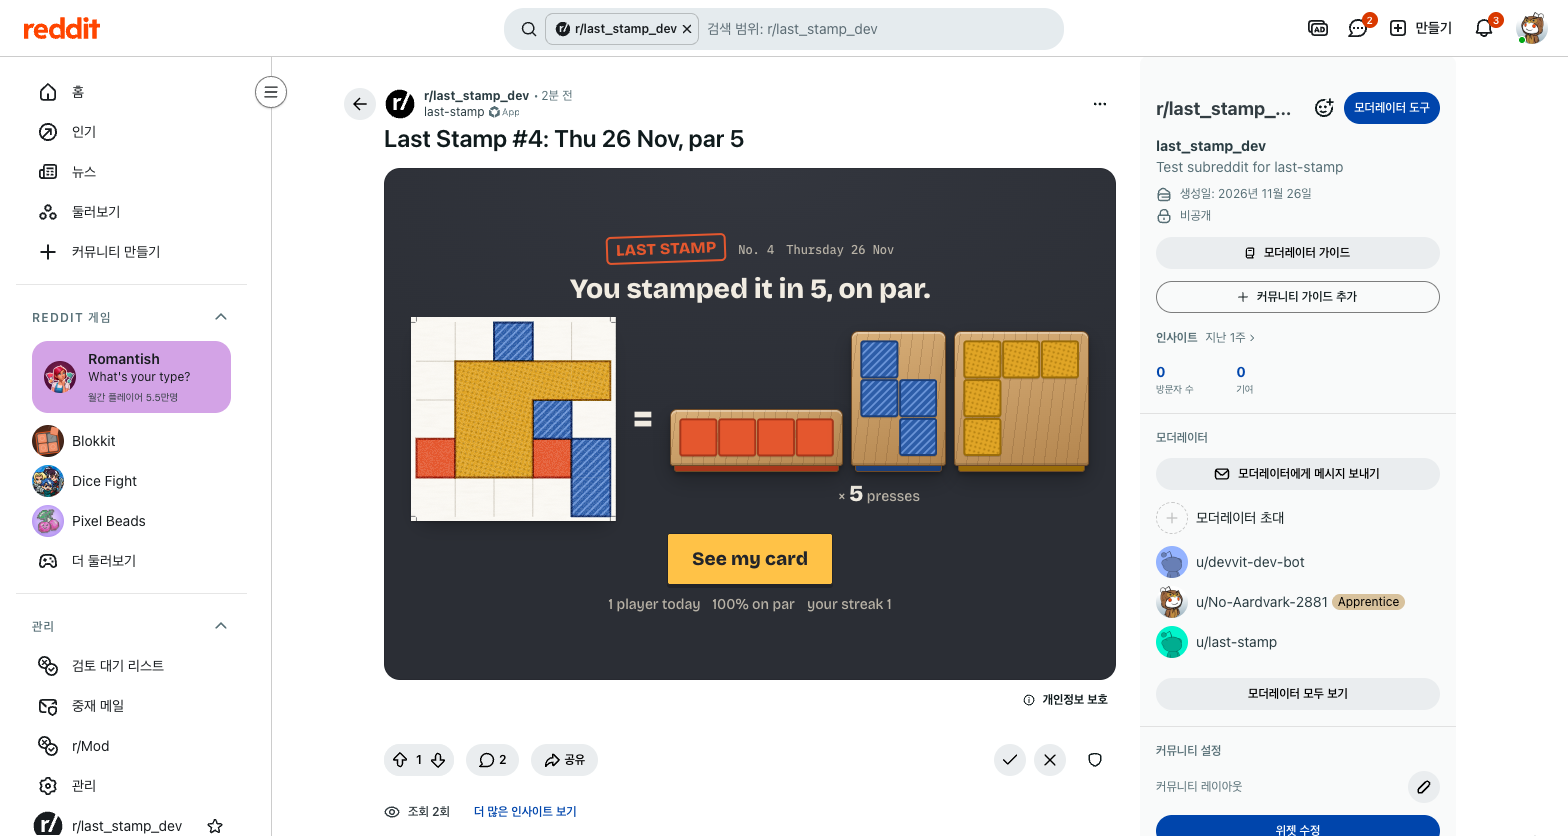 reddit
r/last_stamp_dev
검색 범위: r/last_stamp_dev
AD
2
만들기
3
홈
인기
뉴스
둘러보기
커뮤니티 만들기
REDDIT 게임
Romantish
What's your type?
월간 플레이어 5.5만명
Blokkit
Dice Fight
Pixel Beads
더 둘러보기
관리
검토 대기 리스트
중재 메일
r/Mod
관리
r/last_stamp_dev
r/last_stamp_dev • 2분 전
last-stamp App
Last Stamp #4: Thu 26 Nov, par 5
LAST STAMP No. 4 Thursday 26 Nov
You stamped it in 5, on par.
=
× 5 presses
See my card
1 player today 100% on par your streak 1
개인정보 보호
1
2
공유
조회 2회
더 많은 인사이트 보기
r/last_stamp_...
모더레이터 도구
last_stamp_dev
Test subreddit for last-stamp
생성일: 2026년 11월 26일
비공개
모더레이터 가이드
커뮤니티 가이드 추가
인사이트 지난 1주
0 0
방문자 수 기여
모더레이터
모더레이터에게 메시지 보내기
모더레이터 초대
u/devvit-dev-bot
u/No-Aardvark-2881 Apprentice
u/last-stamp
모더레이터 모두 보기
커뮤니티 설정
커뮤니티 레이아웃
위젯 수정